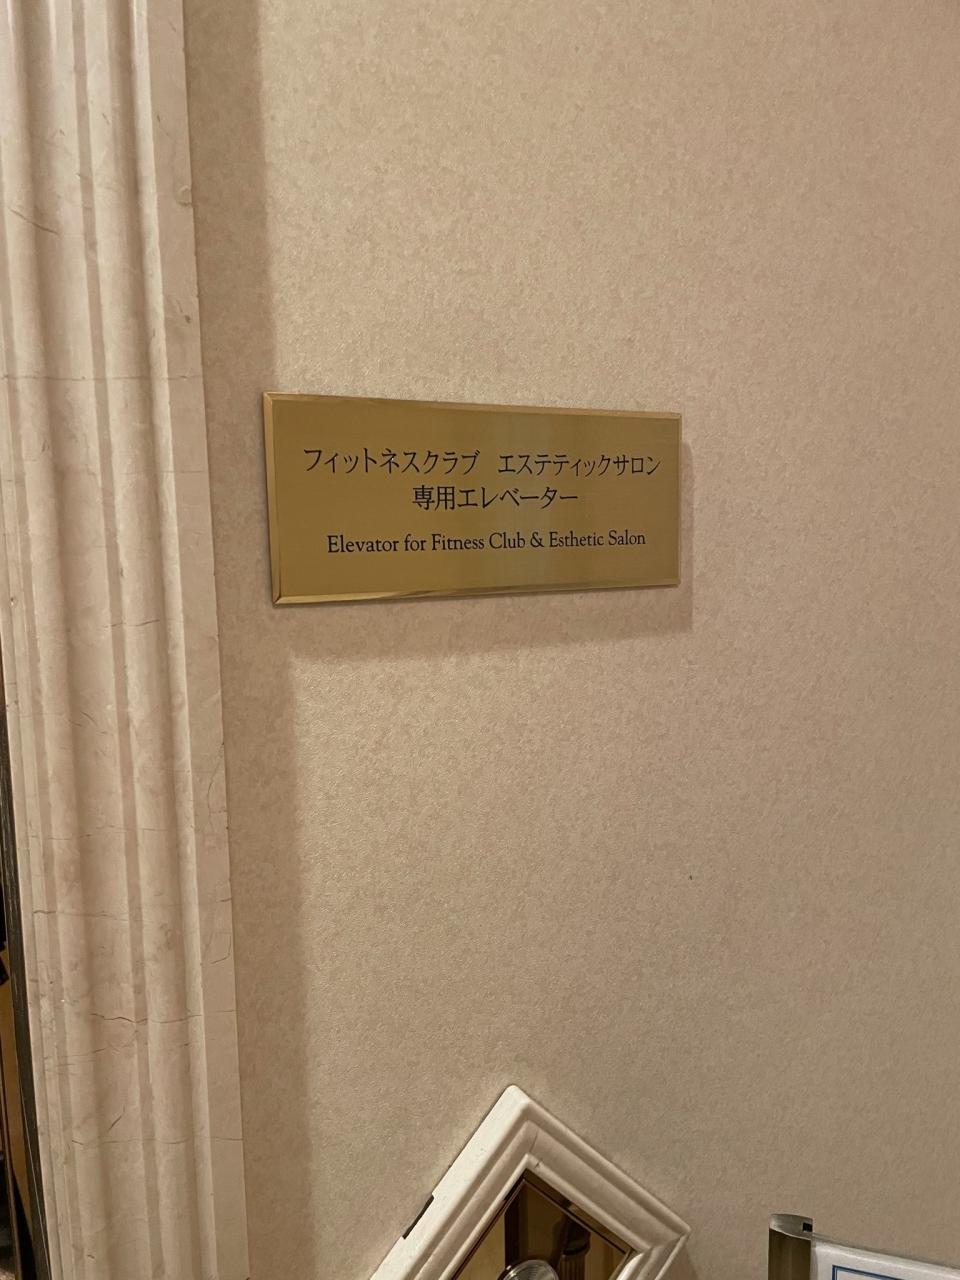 フィットネスクラブ　エステティックサロン
専用エレベーター
Elevator for Fitness Club & Esthetic Salon